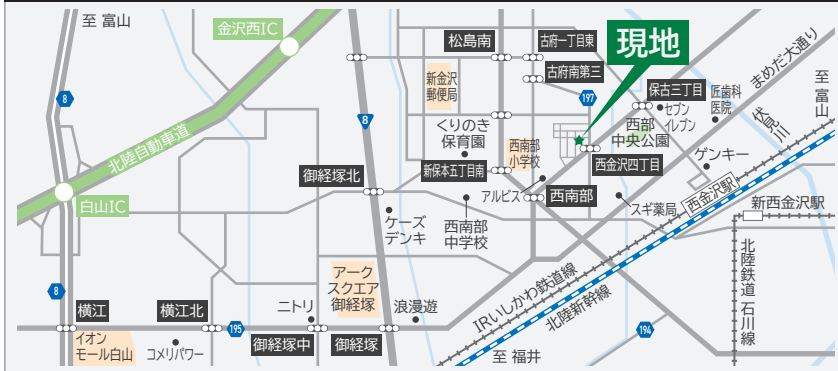 至 富山
金沢西IC
8
北陸自動車道
白山IC
8
横江
イオン
モール白山
横江北
コメリパワー
195
ニトリ
御経塚中
御経塚
アーク
スクエア
御経塚
浪漫遊
御経塚北
ケーズ
デンキ
8
西南部
中学校
松島南
新金沢
郵便局
くりのき
保育園
新保本五丁目南
古府一丁目東
古府南第三
197
西南部
小学校
アルビス
西南部
現地
保古三丁目
セブン
イレブン
西部
中央公園
西金沢四丁目
スギ薬局
まめだ大通り
匠歯科
医院
伏見川
至 富山
ゲンキー
西金沢駅
新西金沢駅
北陸鉄道 石川線
IRいしかわ鉄道線
北陸新幹線
至 福井
194